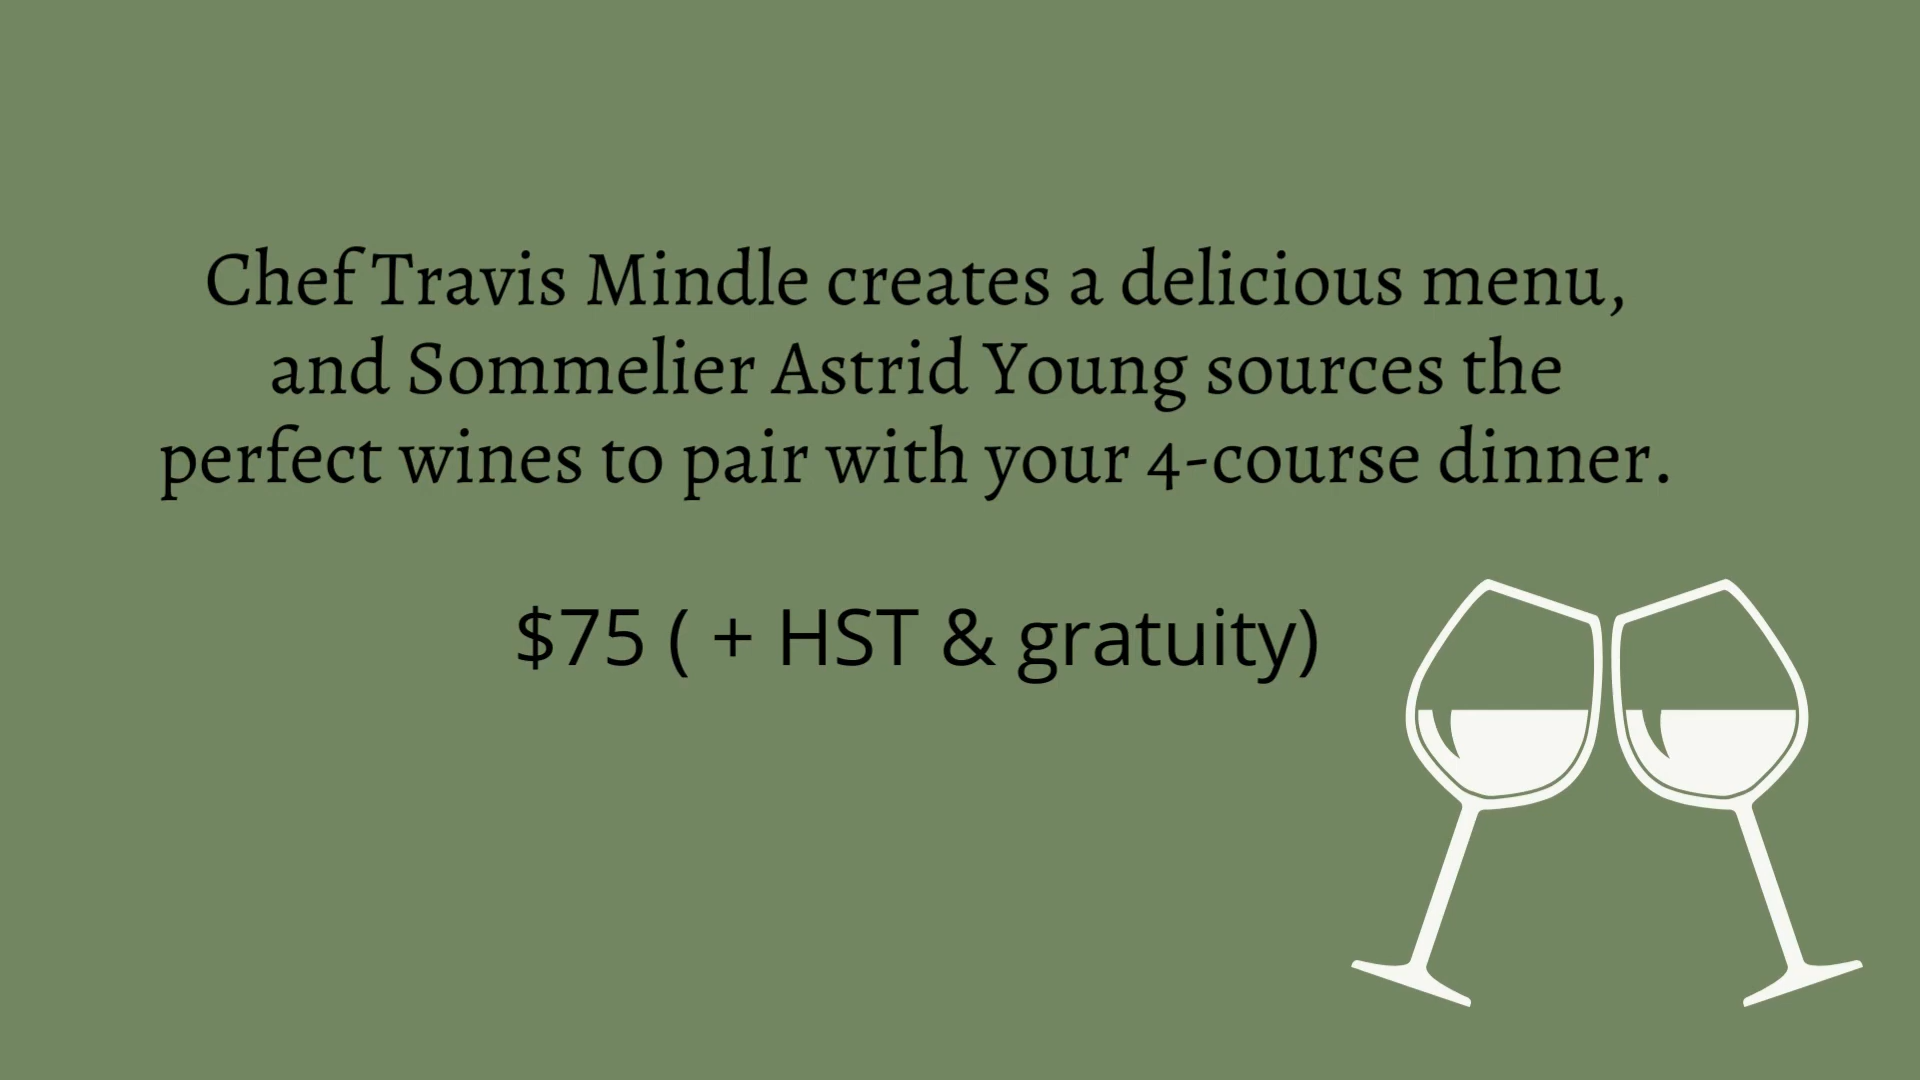 Chef Travis Mindle creates a delicious menu,
and Sommelier Astrid Young sources the
perfect wines to pair with your 4-course dinner.
$75 ( + HST & gratuity)